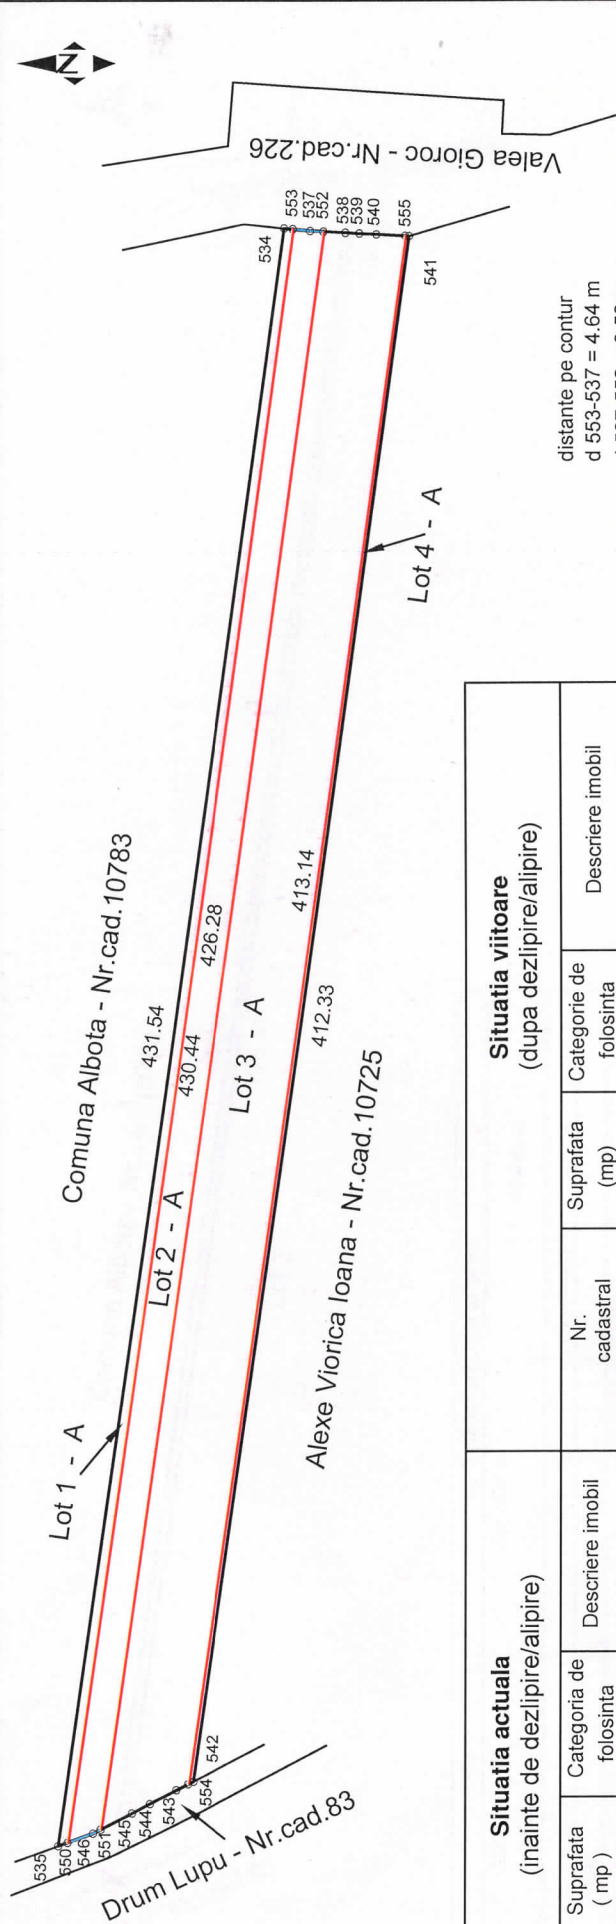 N
Valea Gioroc - Nr.cad.226
534
553
537
552
538
539
540
555
541
distante pe contur
d 553-537 = 4.64 m
Lot 4 - A
Comuna Albota - Nr.cad.10783
431.54
430.44
426.28
413.14
412.33
Lot 1 - A
Lot 2 - A
Lot 3 - A
Alexe Viorica Ioana - Nr.cad.10725
535
550
546
551
545
544
543
554
542
Drum Lupu - Nr.cad.83
Situatia actuala
(inainte de dezlipire/alipire)
Situatia viitoare
(dupa dezlipire/alipire)
Suprafata
( mp )
Categoria de
folosinta
Descriere imobil
Nr.
cadastral
Suprafata
(mp)
Categorie de
folosinta
Descriere imobil